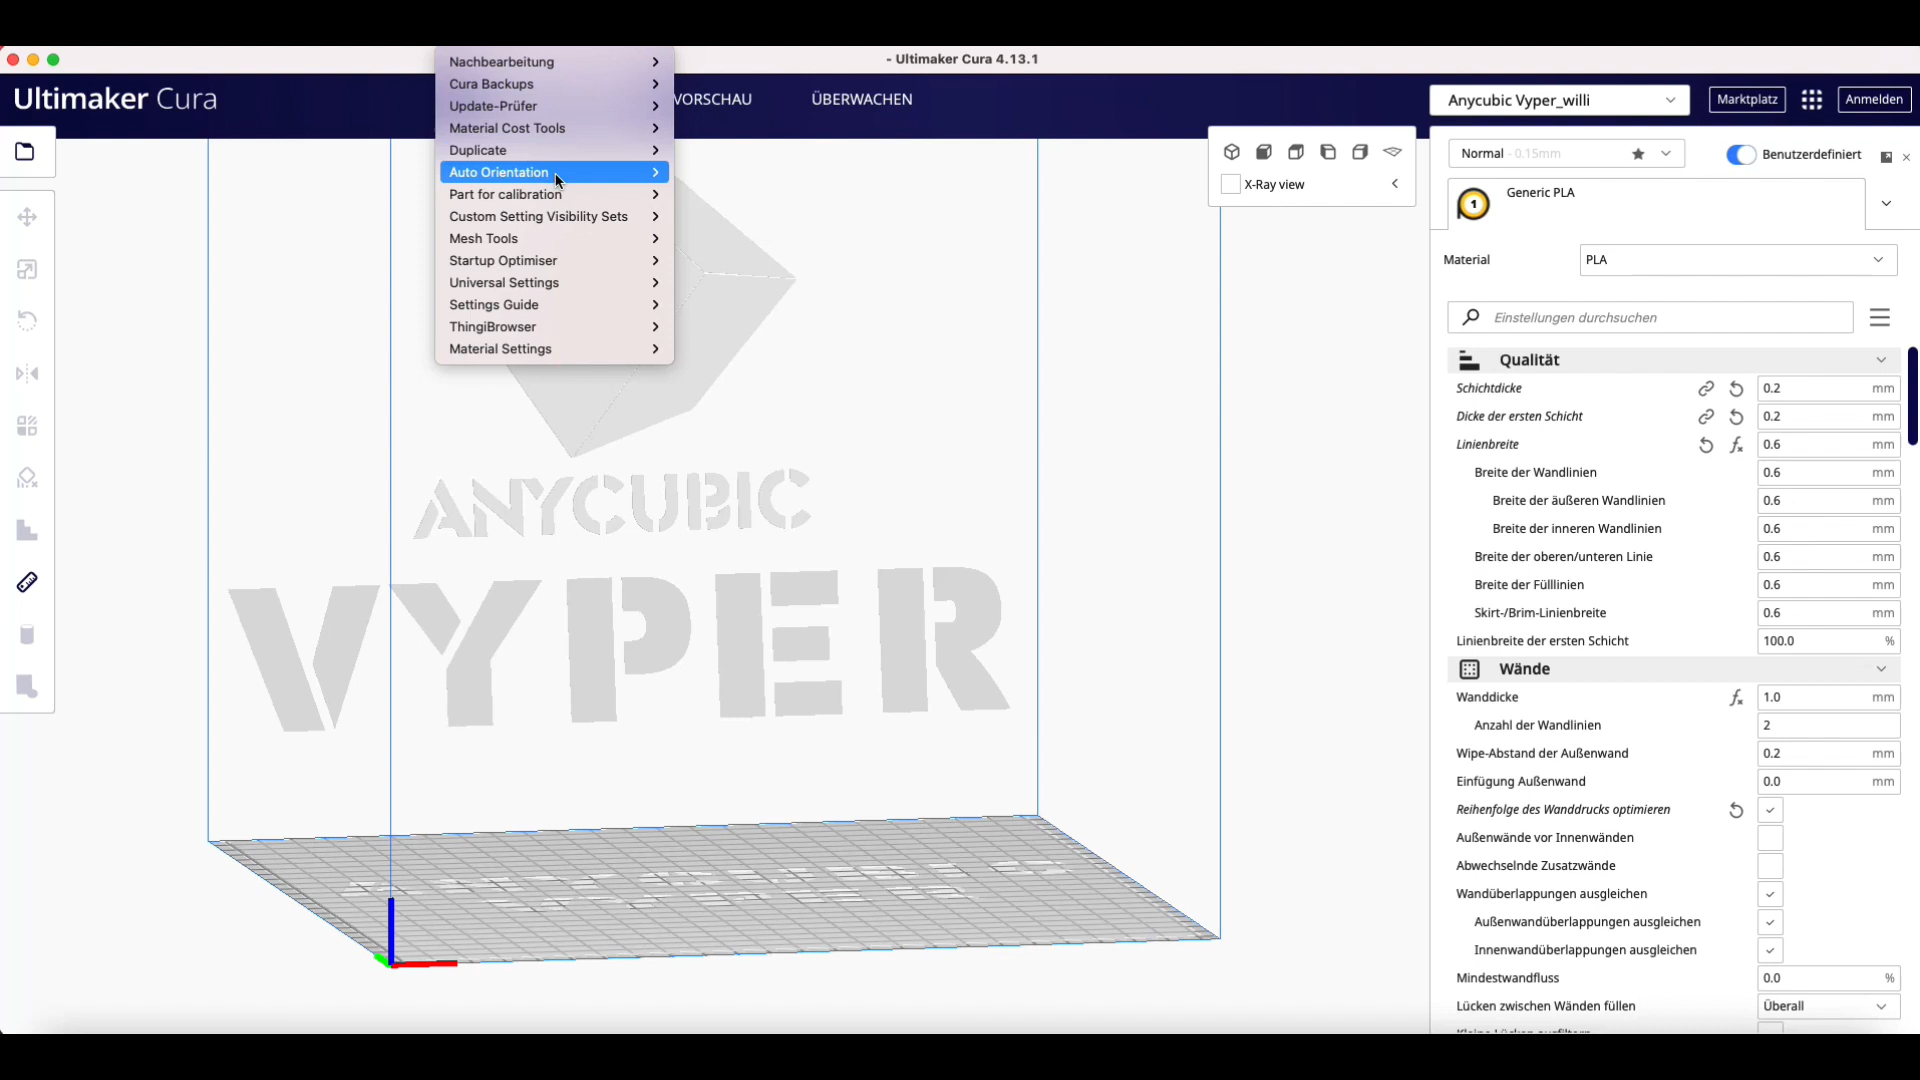 - Ultimaker Cura 4.13.1
Ultimaker Cura
VORSCHAU
ÜBERWACHEN
Anycubic Vyper_willi
Marktplatz
Anmelden
Nachbearbeitung
Cura Backups
Update-Prüfer
Material Cost Tools
Duplicate
Auto Orientation
Part for calibration
Custom Setting Visibility Sets
Mesh Tools
Startup Optimiser
Universal Settings
Settings Guide
ThingiBrowser
Material Settings
X-Ray view
ANYCUBIC
VYPER
Normal - 0.15mm
Benutzerdefiniert
1
Generic PLA
Material
PLA
Einstellungen durchsuchen
Qualität
Schichtdicke 0.2 mm
Dicke der ersten Schicht 0.2 mm
Linienbreite 0.6 mm
Breite der Wandlinien 0.6 mm
Breite der äußeren Wandlinien 0.6 mm
Breite der inneren Wandlinien 0.6 mm
Breite der oberen/unteren Linie 0.6 mm
Breite der Fülllinien 0.6 mm
Skirt-/Brim-Linienbreite 0.6 mm
Linienbreite der ersten Schicht 100.0 %
Wände
Wanddicke 1.0 mm
Anzahl der Wandlinien 2
Wipe-Abstand der Außenwand 0.2 mm
Einfügung Außenwand 0.0 mm
Reihenfolge des Wanddrucks optimieren
Außenwände vor Innenwänden
Abwechselnde Zusatzwände
Wandüberlappungen ausgleichen
Außenwandüberlappungen ausgleichen
Innenwandüberlappungen ausgleichen
Mindestwandfluss 0.0 %
Lücken zwischen Wänden füllen Überall